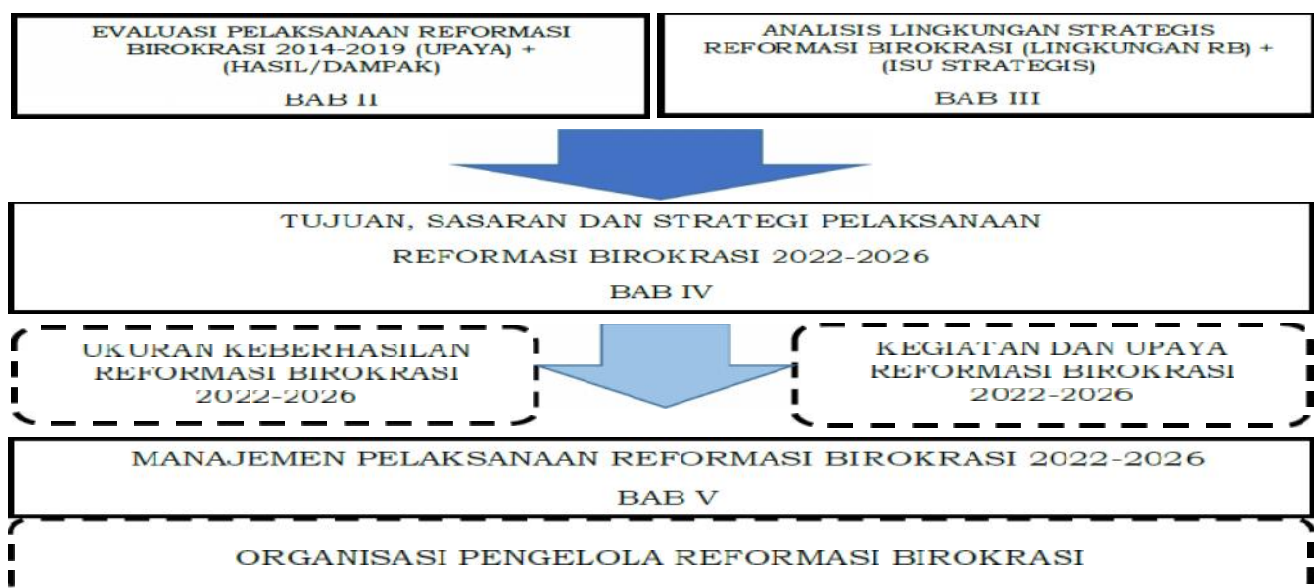 EVALUASI PELAKSANAAN REFORMASI
BIROKRASI 2014-2019 (UPAYA) +
(HASIL/DAMPAK)
BAB II
ANALISIS LINGKUNGAN STRATEGIS
REFORMASI BIROKRASI (LINGKUNGAN RB) +
(ISU STRATEGIS)
BAB III
TUJUAN, SASARAN DAN STRATEGI PELAKSANAAN
REFORMASI BIROKRASI 2022-2026
BAB IV
UKURAN KEBERHASILAN
REFORMASI BIROKRASI
2022-2026
KEGIATAN DAN UPAYA
REFORMASI BIROKRASI
2022-2026
MANAJEMEN PELAKSANAAN REFORMASI BIROKRASI 2022-2026
BAB V
ORGANISASI PENGELOLA REFORMASI BIROKRASI